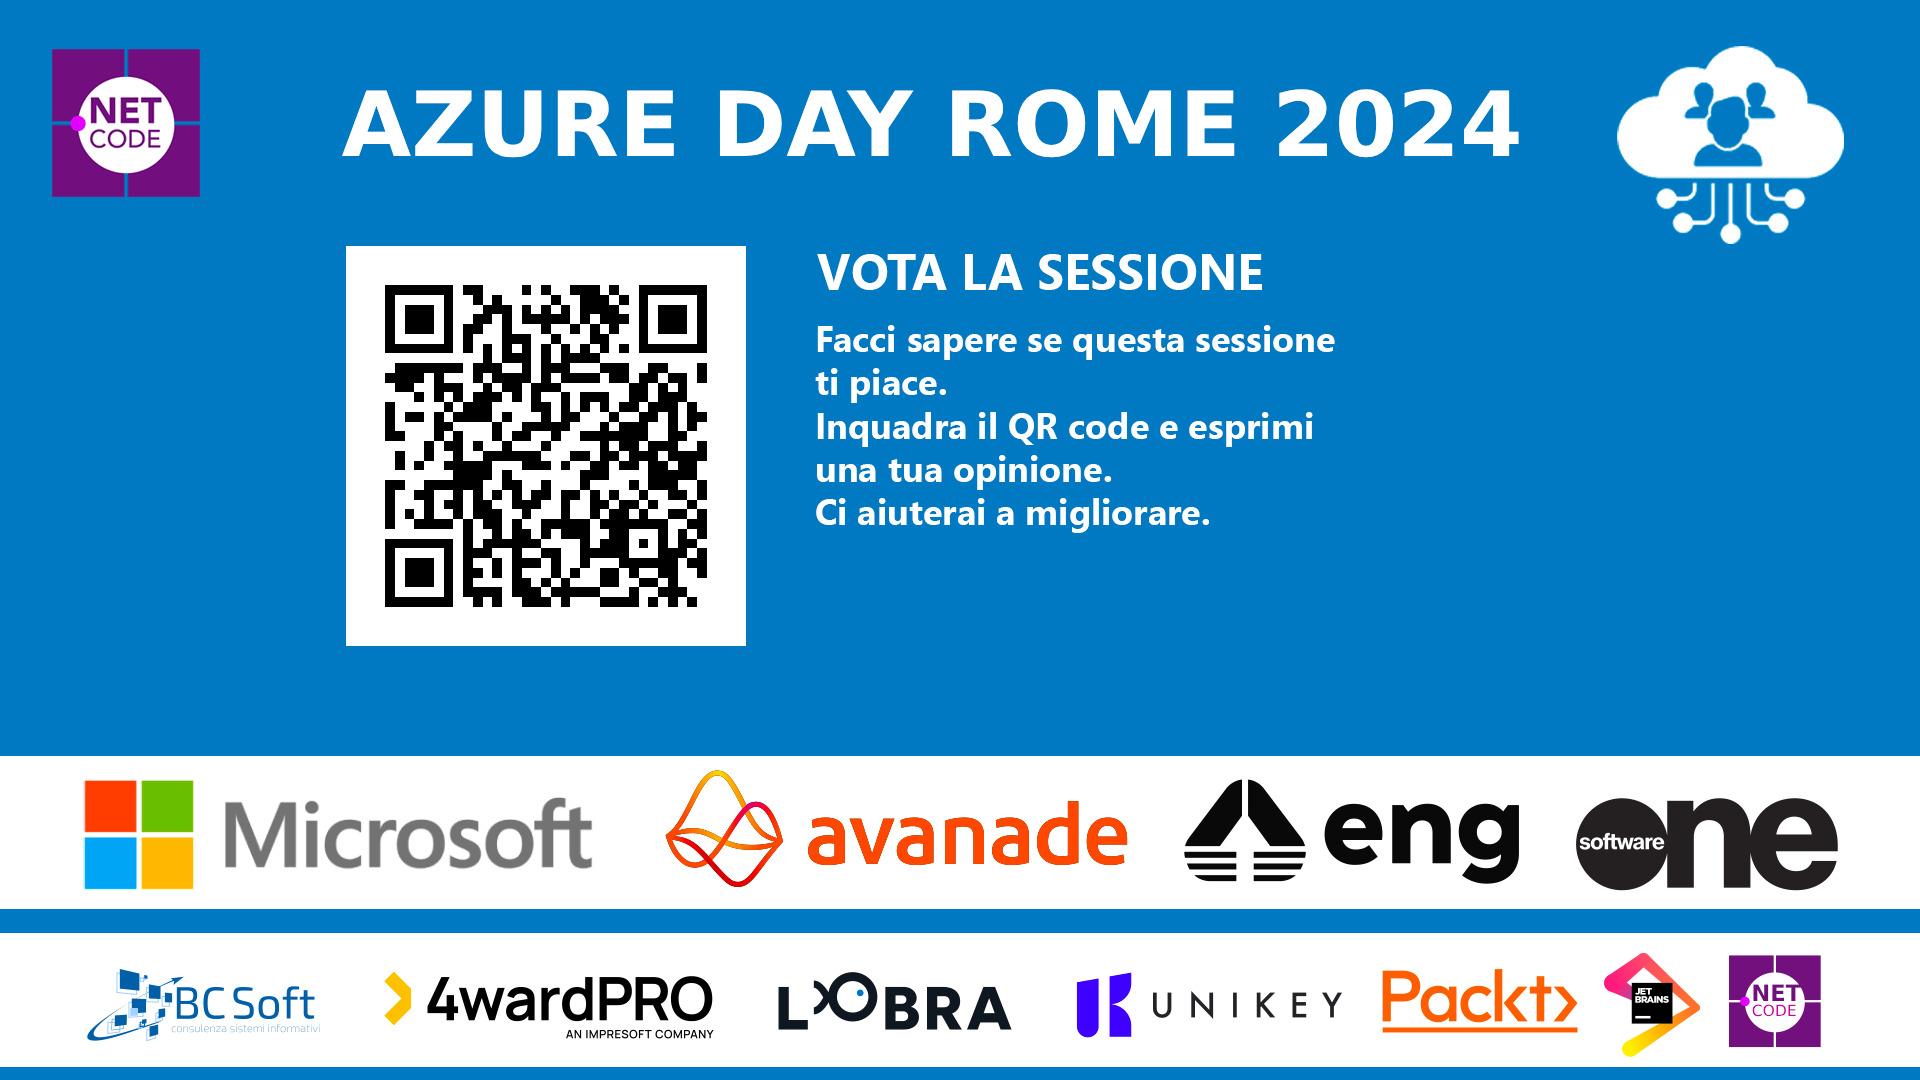 NET
CODE
AZURE DAY ROME 2024
VOTA LA SESSIONE
Facci sapere se questa sessione
ti piace.
Inquadra il QR code e esprimi
una tua opinione.
Ci aiuterai a migliorare.
Microsoft
avanade
eng
software
one
BC Soft
consulenza sistemi informativi
4wardPRO
AN IMPRESOFT COMPANY
LOBRA
UNIKEY
Packt
JET
BRAINS
NET
CODE